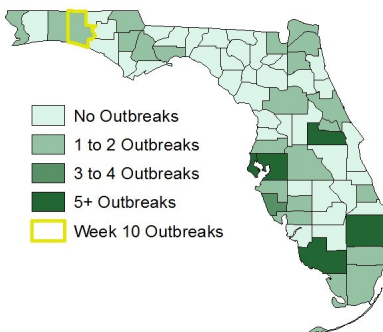 No Outbreaks
1 to 2 Outbreaks
3 to 4 Outbreaks
5+ Outbreaks
Week 10 Outbreaks